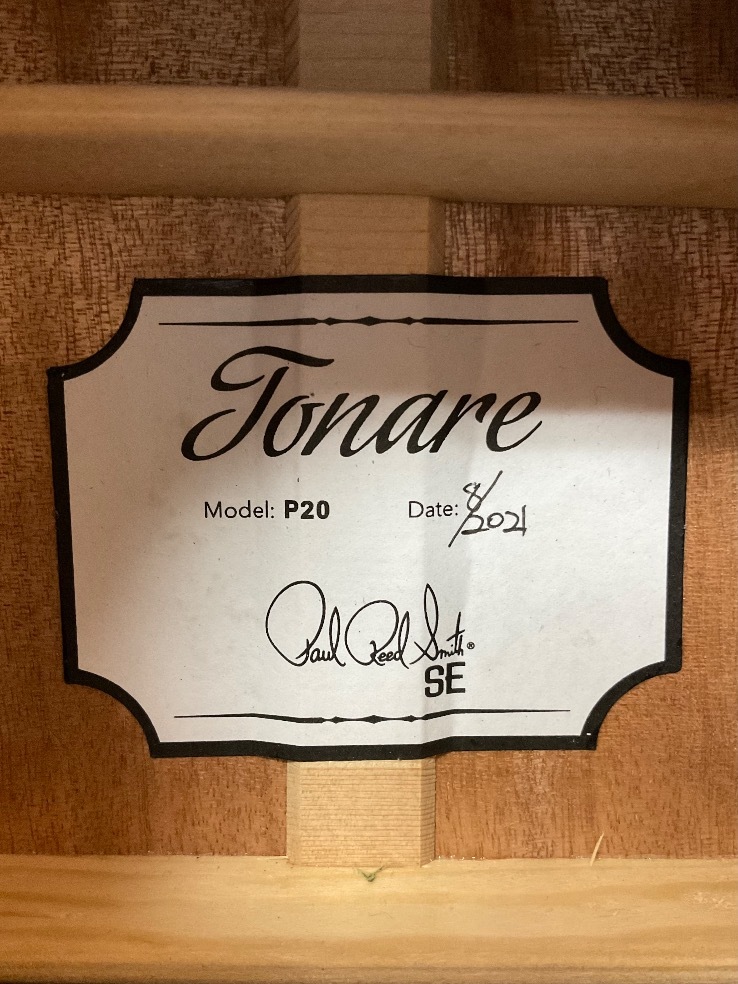 Tonare
Model: P20 Date: 8/2021
Paul Reed Smith®
SE